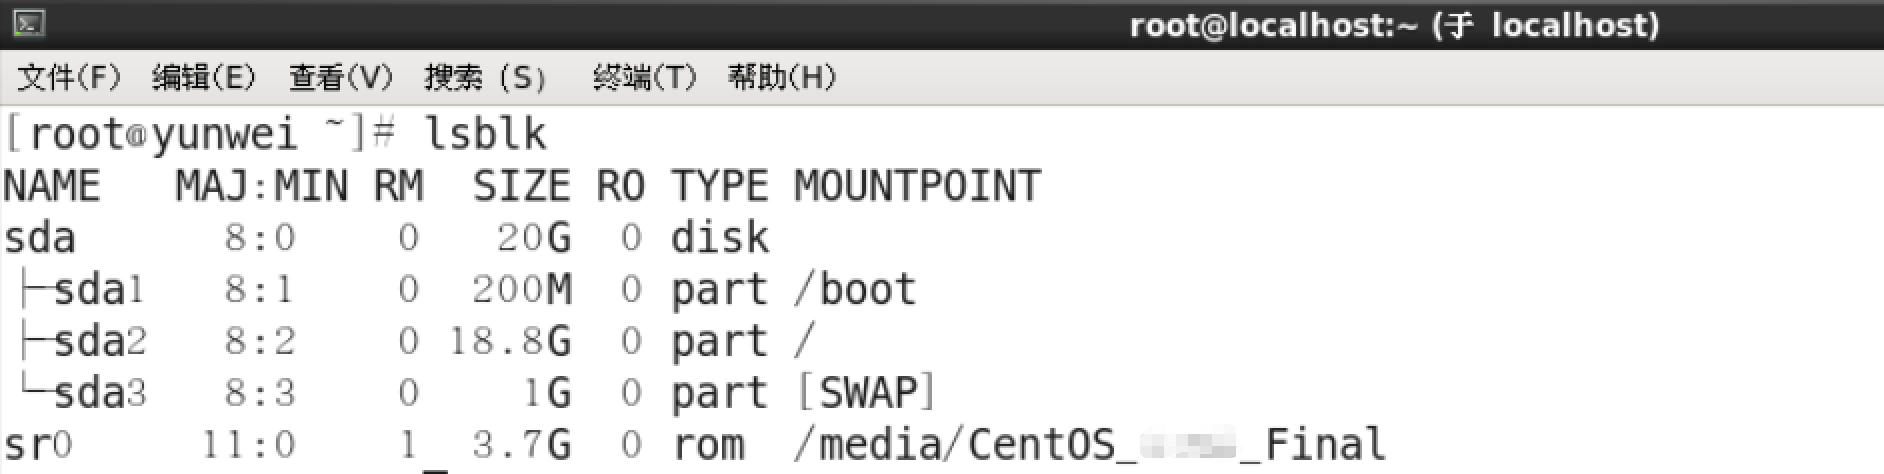 root@localhost:~ (于 localhost)
文件(F) 编辑(E) 查看(V) 搜索 (S) 终端(T) 帮助(H)
[root@yunwei ~]# lsblk
NAME   MAJ:MIN RM  SIZE RO TYPE MOUNTPOINT
sda      8:0    0   20G  0 disk
├─sda1   8:1    0  200M  0 part /boot
├─sda2   8:2    0 18.8G  0 part /
└─sda3   8:3    0    1G  0 part [SWAP]
sr0     11:0    1  3.7G  0 rom  /media/CentOS_ _Final